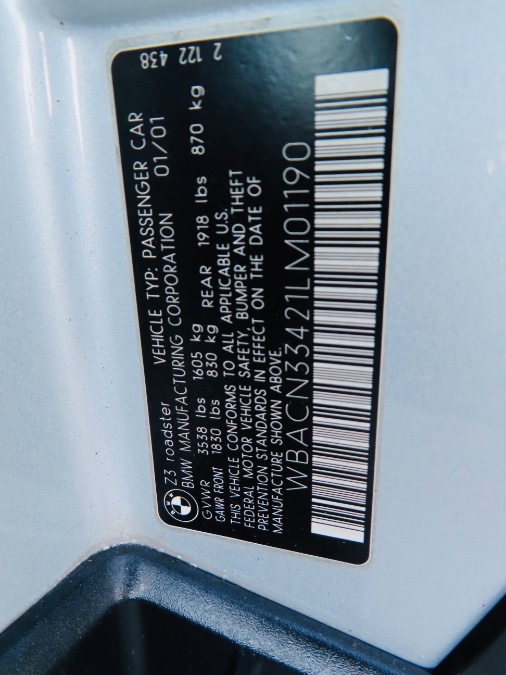 2 122 438
Z3 roadster VEHICLE TYP: PASSENGER CAR
BMW MANUFACTURING CORPORATION 01/01
GVWR 3538 lbs 1605 kg
GAWR FRONT 1830 lbs 830 kg REAR 1918 lbs 870 kg
THIS VEHICLE CONFORMS TO ALL APPLICABLE U.S.
FEDERAL MOTOR VEHICLE SAFETY, BUMPER AND THEFT
PREVENTION STANDARDS IN EFFECT ON THE DATE OF
MANUFACTURE SHOWN ABOVE.
WBACN33421LM01190